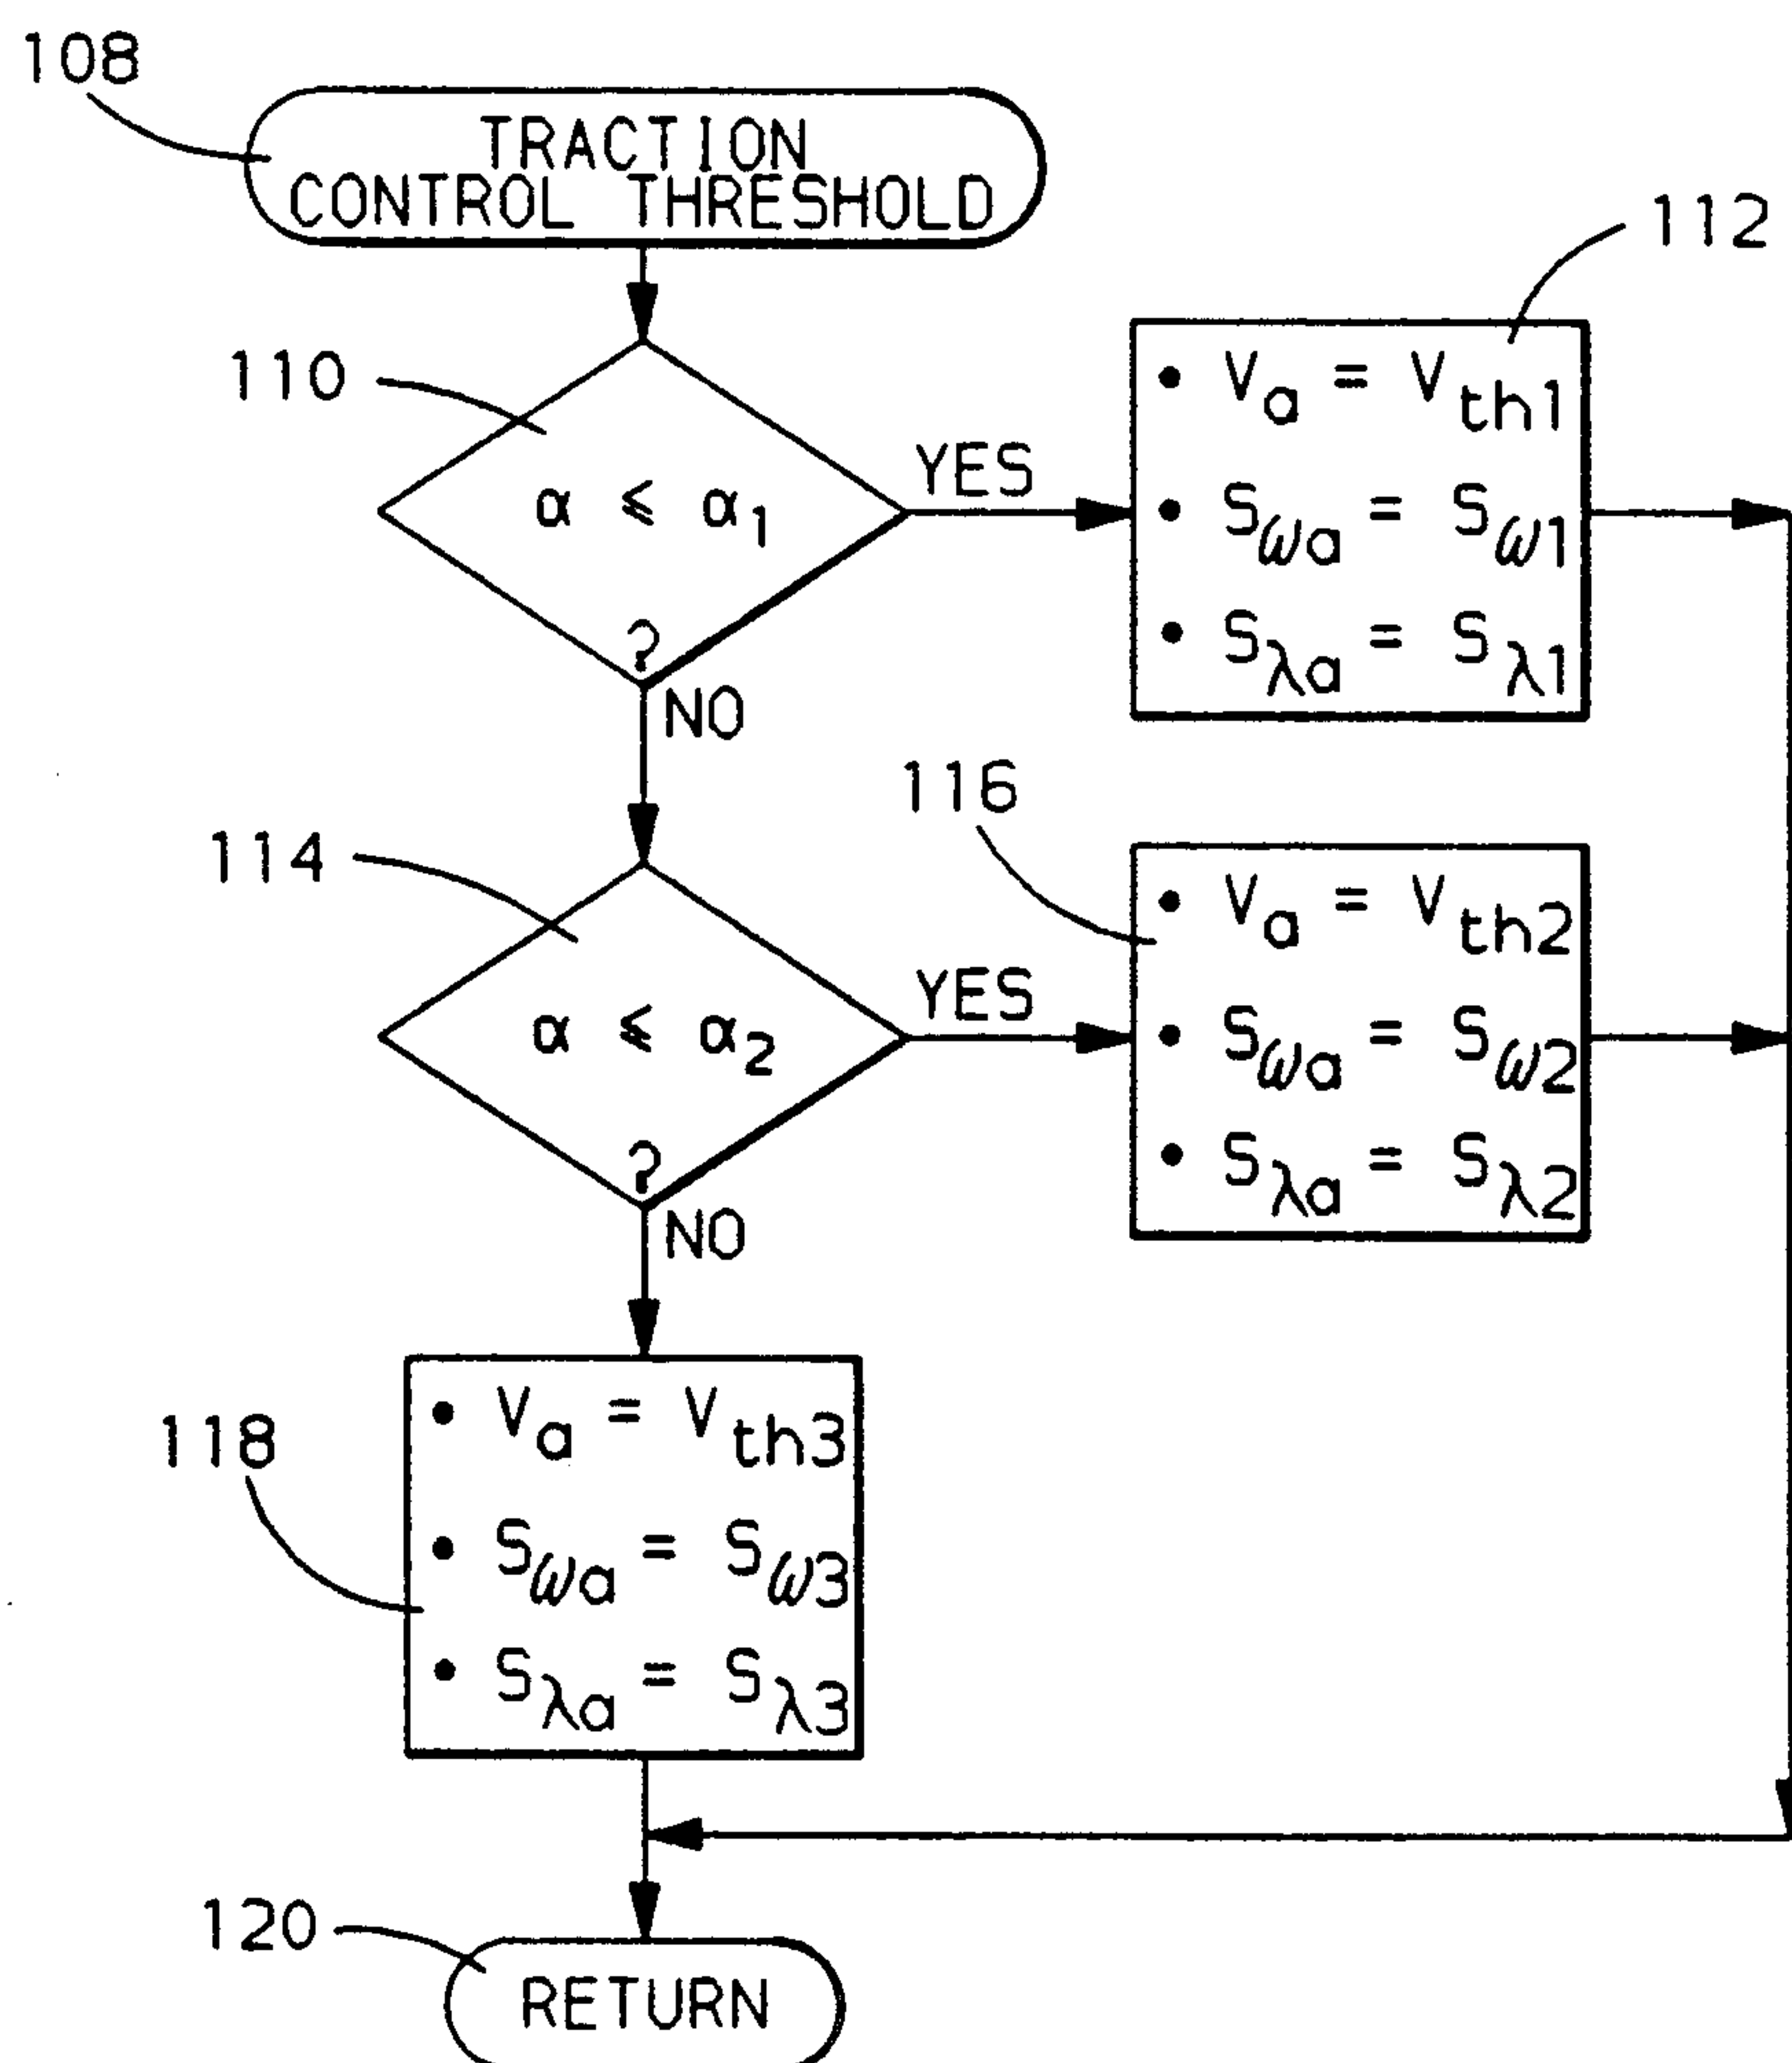 108
TRACTION
CONTROL THRESHOLD
112
110
α ≤ α1
?
YES
NO
• Va = Vth1
• Sωa = Sω1
• Sλa = Sλ1
116
114
α ≤ α2
?
YES
NO
• Va = Vth2
• Sωa = Sω2
• Sλa = Sλ2
118
• Va = Vth3
• Sωa = Sω3
• Sλa = Sλ3
120
RETURN